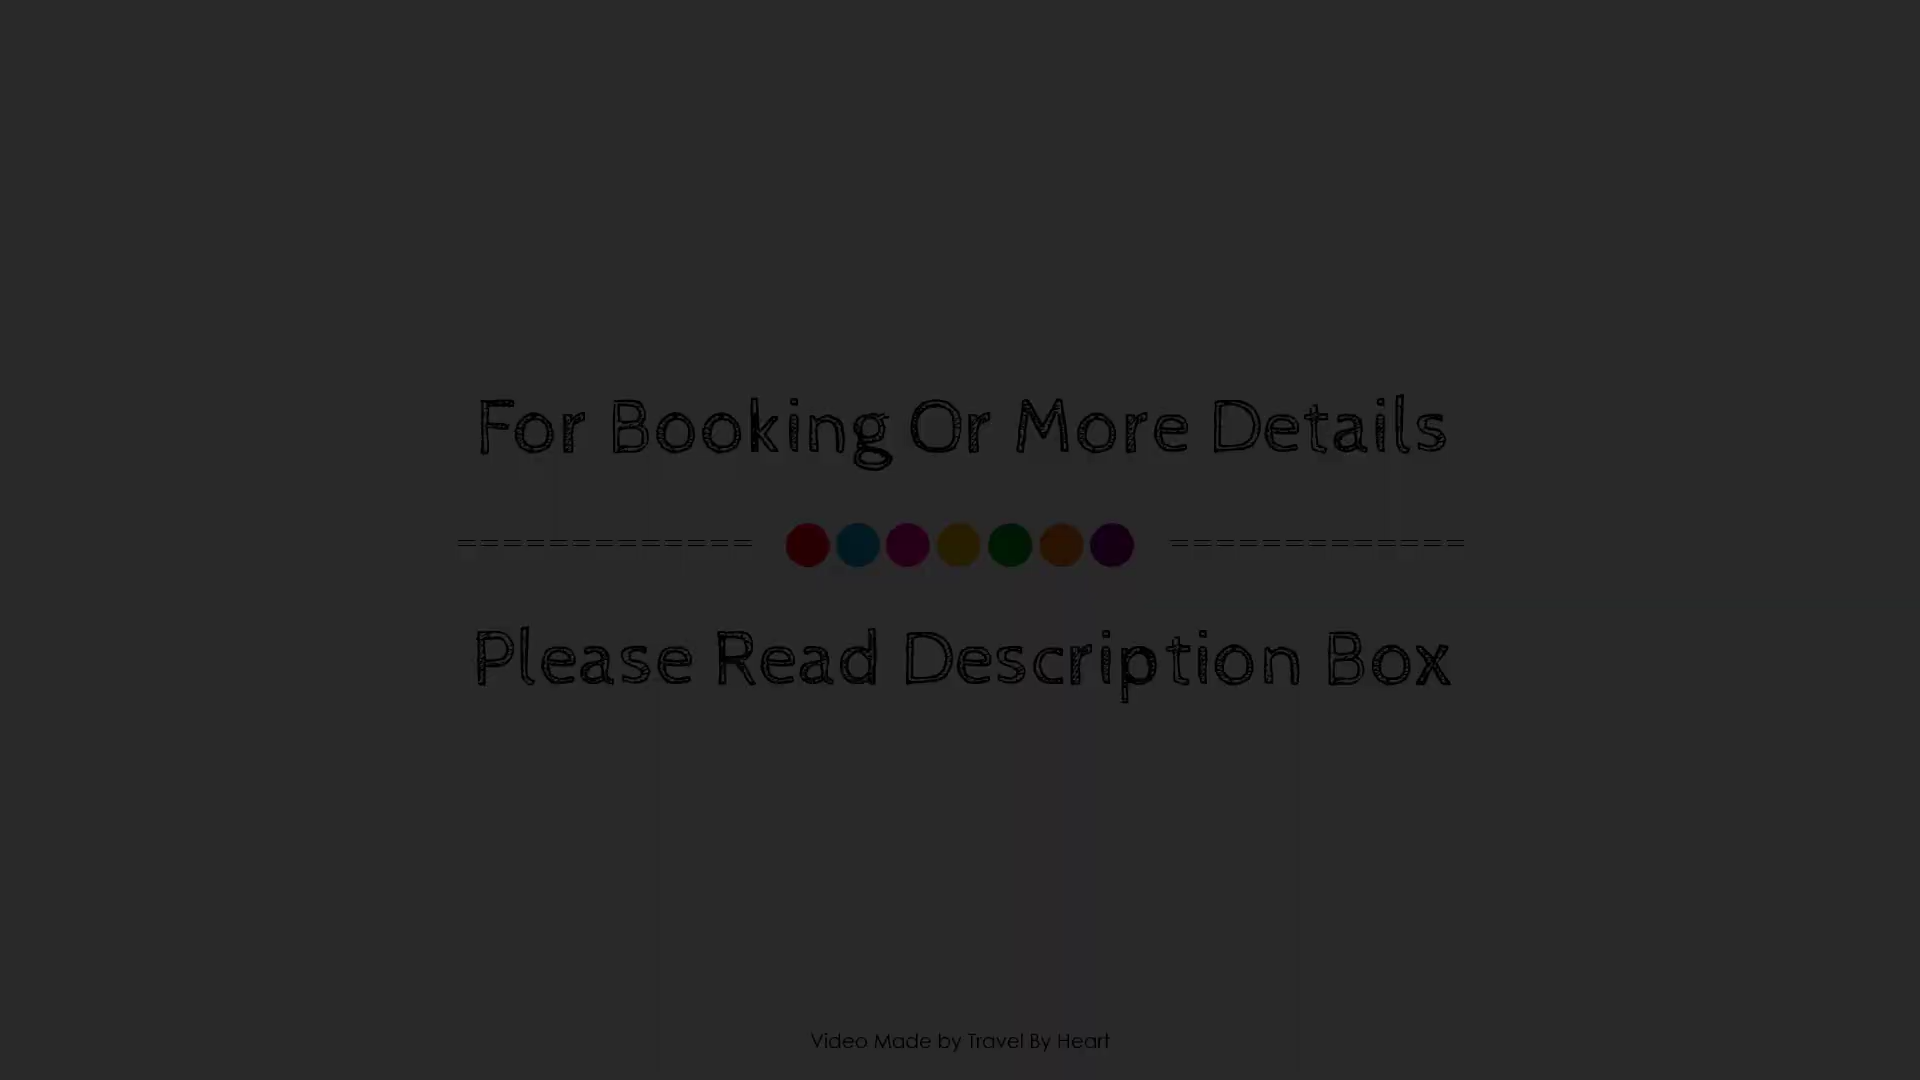 For Booking Or More Details
============= =============
Please Read Description Box
Video Made by Travel By Heart